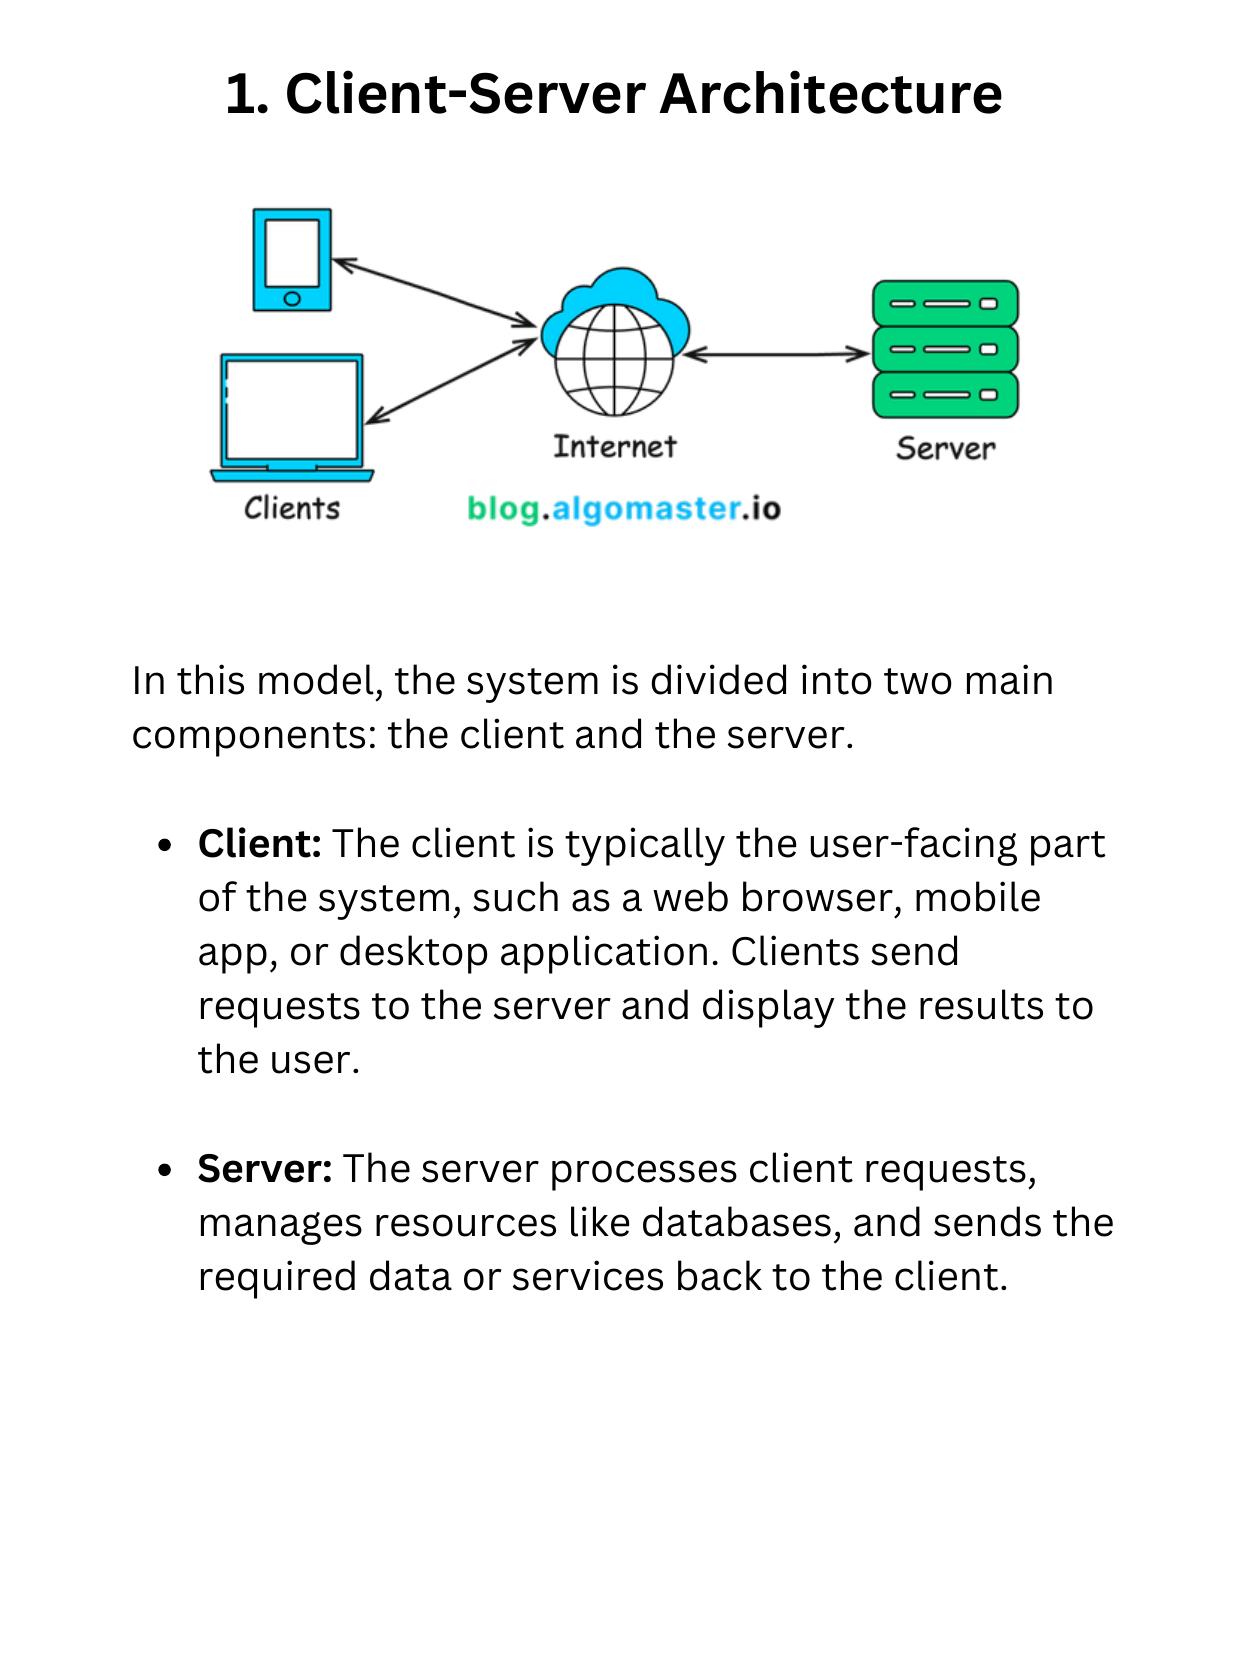 1. Client-Server Architecture
Internet
Server
Clients
blog.algomaster.io
In this model, the system is divided into two main
components: the client and the server.
• Client: The client is typically the user-facing part
of the system, such as a web browser, mobile
app, or desktop application. Clients send
requests to the server and display the results to
the user.
• Server: The server processes client requests,
manages resources like databases, and sends the
required data or services back to the client.